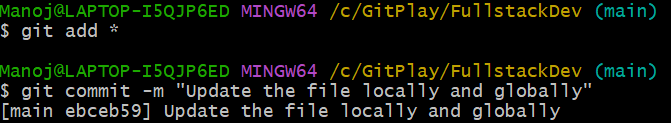 Manoj@LAPTOP-I5QJP6ED MINGW64 /c/GitPlay/FullstackDev (main)
$ git add *
Manoj@LAPTOP-I5QJP6ED MINGW64 /c/GitPlay/FullstackDev (main)
$ git commit -m "Update the file locally and globally"
[main ebceb59] Update the file locally and globally